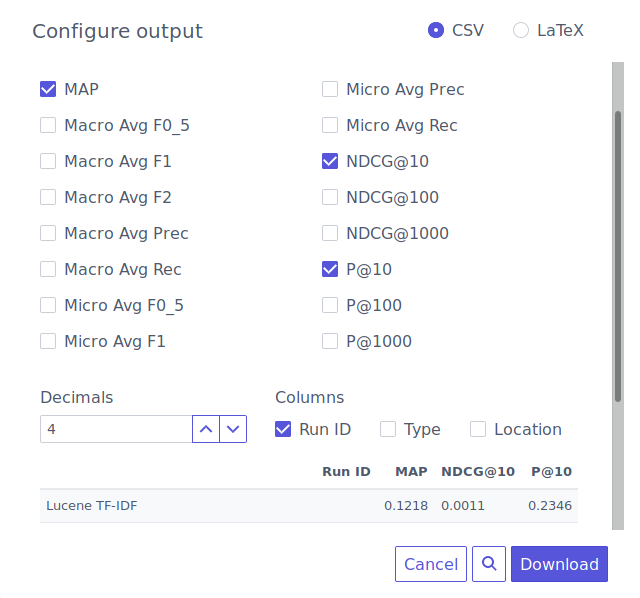 Configure output
CSV
LaTeX
MAP
Micro Avg Prec
Macro Avg F0_5
Micro Avg Rec
Macro Avg F1
NDCG@10
Macro Avg F2
NDCG@100
Macro Avg Prec
NDCG@1000
Macro Avg Rec
P@10
Micro Avg F0_5
P@100
Micro Avg F1
P@1000
Decimals
Columns
4
Run ID
Type
Location
Run ID MAP NDCG@10 P@10
Lucene TF-IDF 0.1218 0.0011 0.2346
Cancel
Download